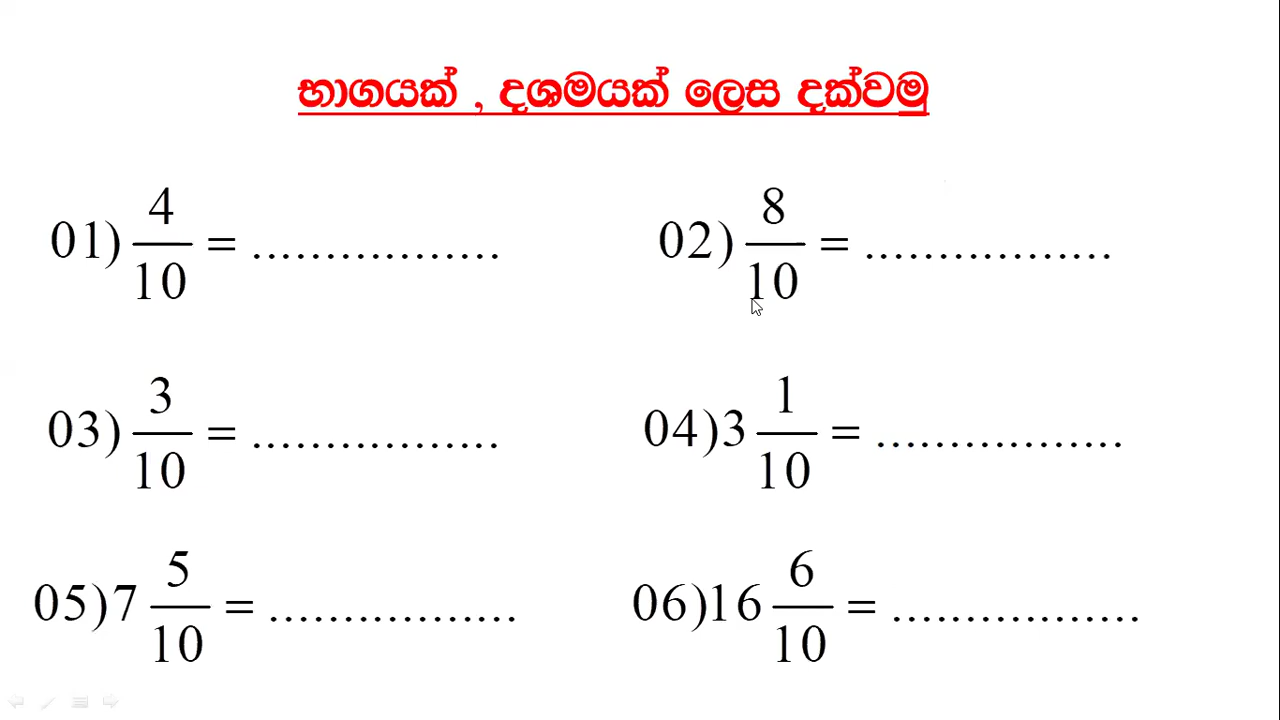 භාගයක් , දශමයක් ලෙස දක්වමු
01) 4/10 = .................
02) 8/10 = .................
03) 3/10 = .................
04) 3 1/10 = .................
05) 7 5/10 = .................
06) 16 6/10 = .................